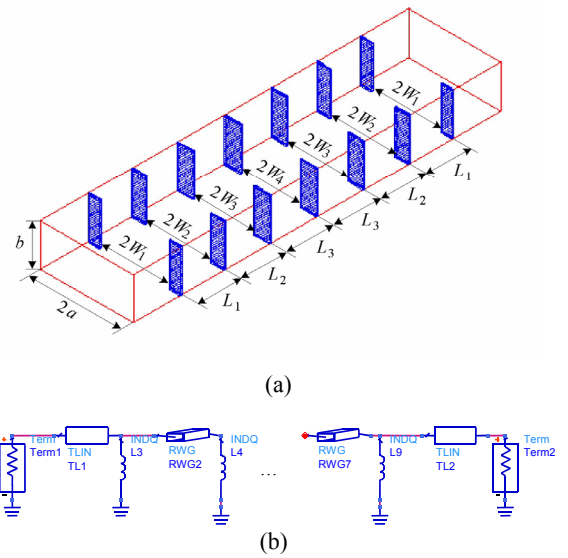 2W₁
2W₂
2W₃
2W₄
2W₃
2W₂
2W₁
b
2a
L₁
L₂
L₃
L₃
L₂
L₁
(a)
Term
Term1
TLIN
TL1
INDQ
L3
RWG
RWG2
INDQ
L4
...
RWG
RWG7
INDQ
L9
TLIN
TL2
Term
Term2
(b)